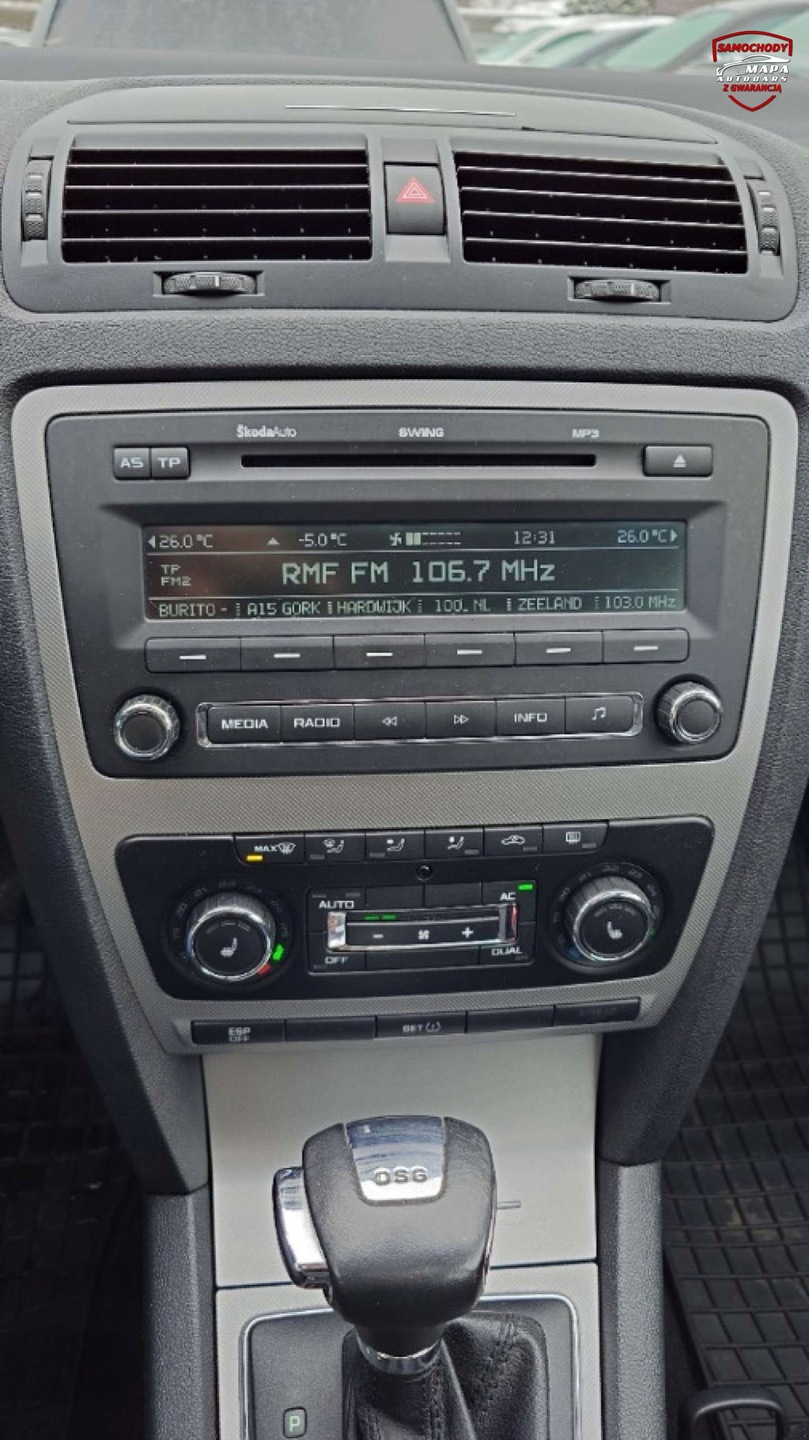 SAMOCHODY
MAPA
AUTOCARS
Z GWARANCJĄ
ŠkodaAuto SWING MP3
AS TP
26.0°C -5.0°C 12:31 26.0°C
TP
FM2
RMF FM 106.7 MHz
BURITO - A15 GORK HARDWIJK 100. NL ZEELAND 103.0 MHz
MEDIA RADIO INFO
MAX
AUTO AC
- +
OFF DUAL
ESP
OFF
SET
DSG
P